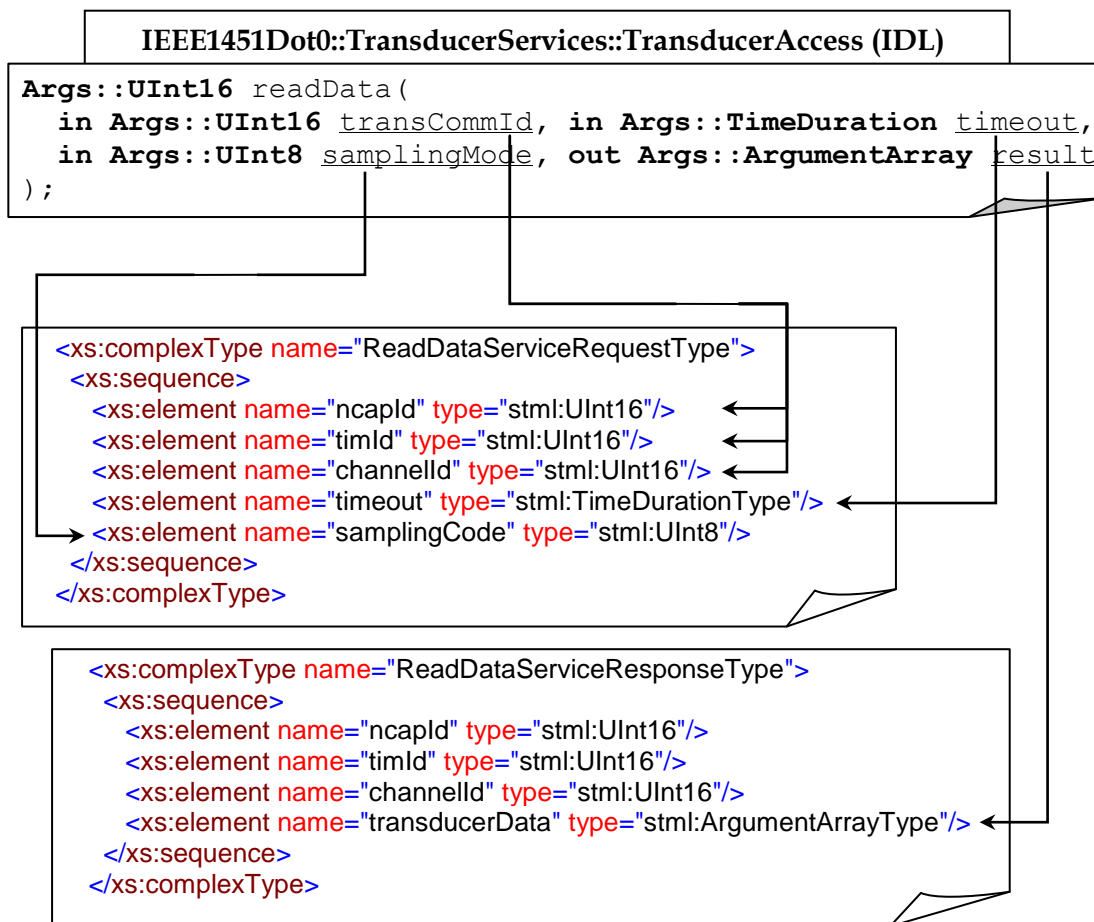 IEEE1451Dot0::TransducerServices::TransducerAccess (IDL)
Args::UInt16 readData(
in Args::UInt16 transCommId, in Args::TimeDuration timeout,
in Args::UInt8 samplingMode, out Args::ArgumentArray result
);
<xs:complexType name="ReadDataServiceRequestType">
<xs:sequence>
<xs:element name="ncapId" type="stml:UInt16"/>
<xs:element name="timId" type="stml:UInt16"/>
<xs:element name="channelId" type="stml:UInt16"/>
<xs:element name="timeout" type="stml:TimeDurationType"/>
<xs:element name="samplingCode" type="stml:UInt8"/>
</xs:sequence>
</xs:complexType>
<xs:complexType name="ReadDataServiceResponseType">
<xs:sequence>
<xs:element name="ncapId" type="stml:UInt16"/>
<xs:element name="timId" type="stml:UInt16"/>
<xs:element name="channelId" type="stml:UInt16"/>
<xs:element name="transducerData" type="stml:ArgumentArrayType"/>
</xs:sequence>
</xs:complexType>